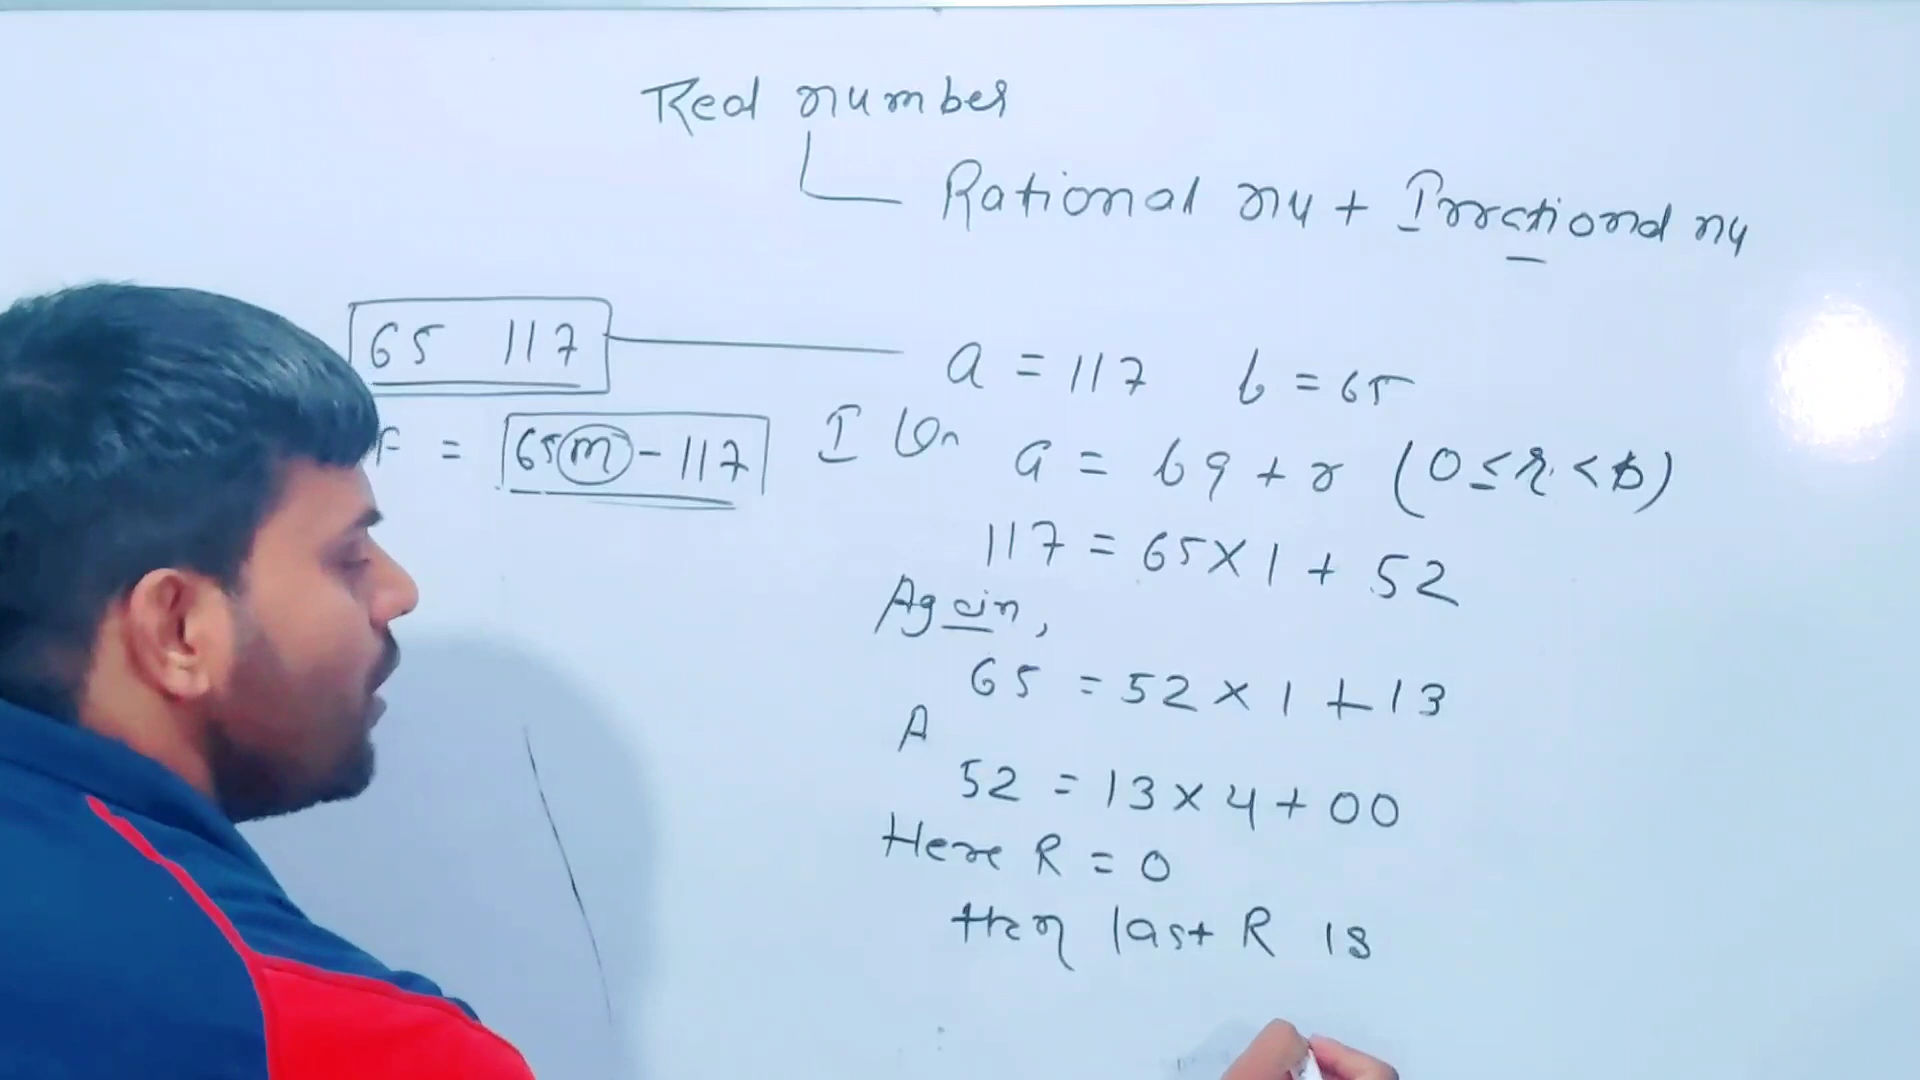 Real number
Rational nu + Irrational nu
65 117
a = 117 b = 65
F = 65m - 117
I
a = bq + r (0 ≤ r < b)
117 = 65 × 1 + 52
Again,
65 = 52 × 1 + 13
A
52 = 13 × 4 + 00
Here R = 0
then last R is